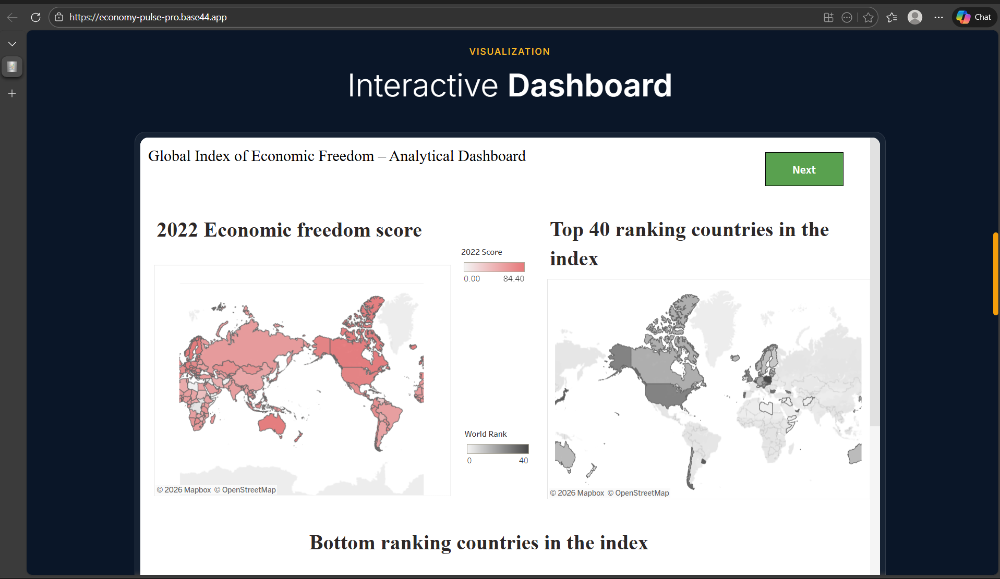 https://economy-pulse-pro.base44.app
Chat
VISUALIZATION
Interactive Dashboard
Global Index of Economic Freedom – Analytical Dashboard
Next
2022 Economic freedom score
2022 Score
0.00 84.40
World Rank
0 40
© 2026 Mapbox © OpenStreetMap
Top 40 ranking countries in the
index
© 2026 Mapbox © OpenStreetMap
Bottom ranking countries in the index